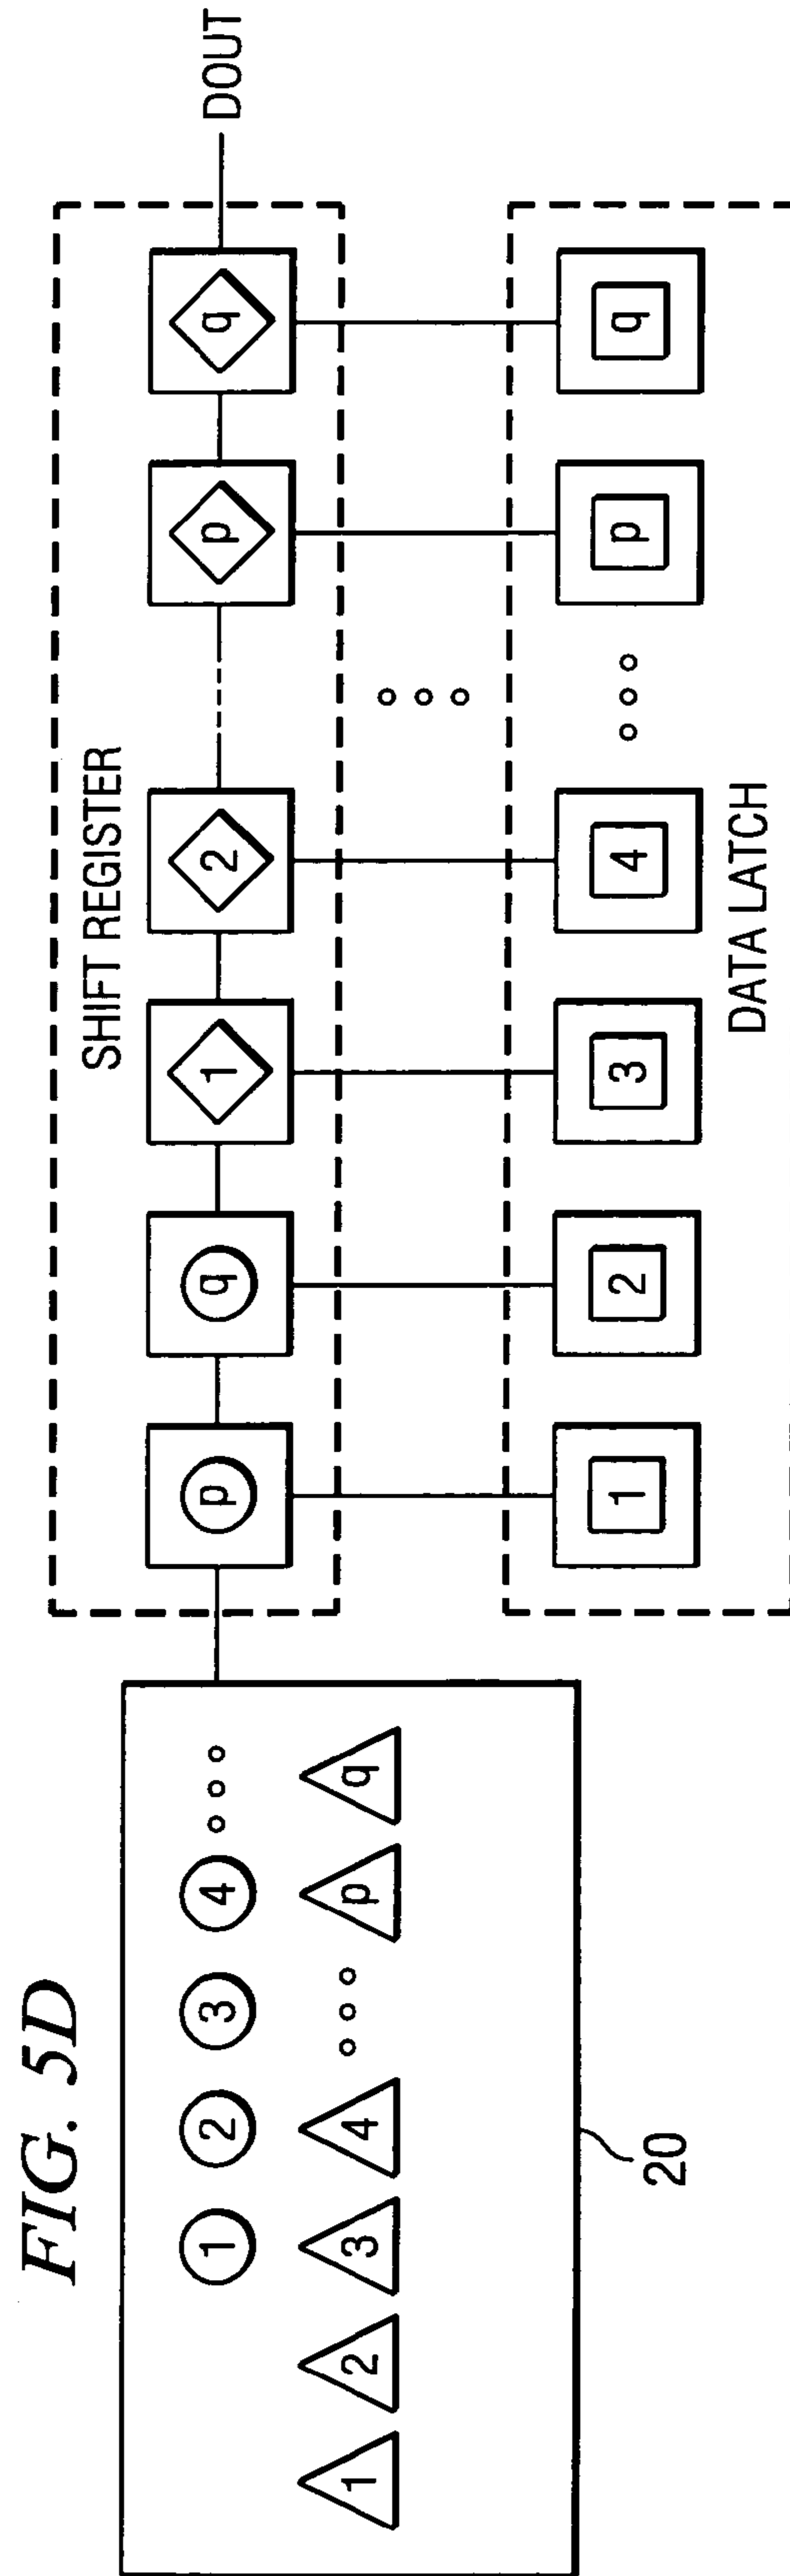 FIG. 5D
1 2 3 4
1 2 3 4 p q
20
SHIFT REGISTER
p q 1 2 p q
DOUT
1 2 3 4 p q
DATA LATCH